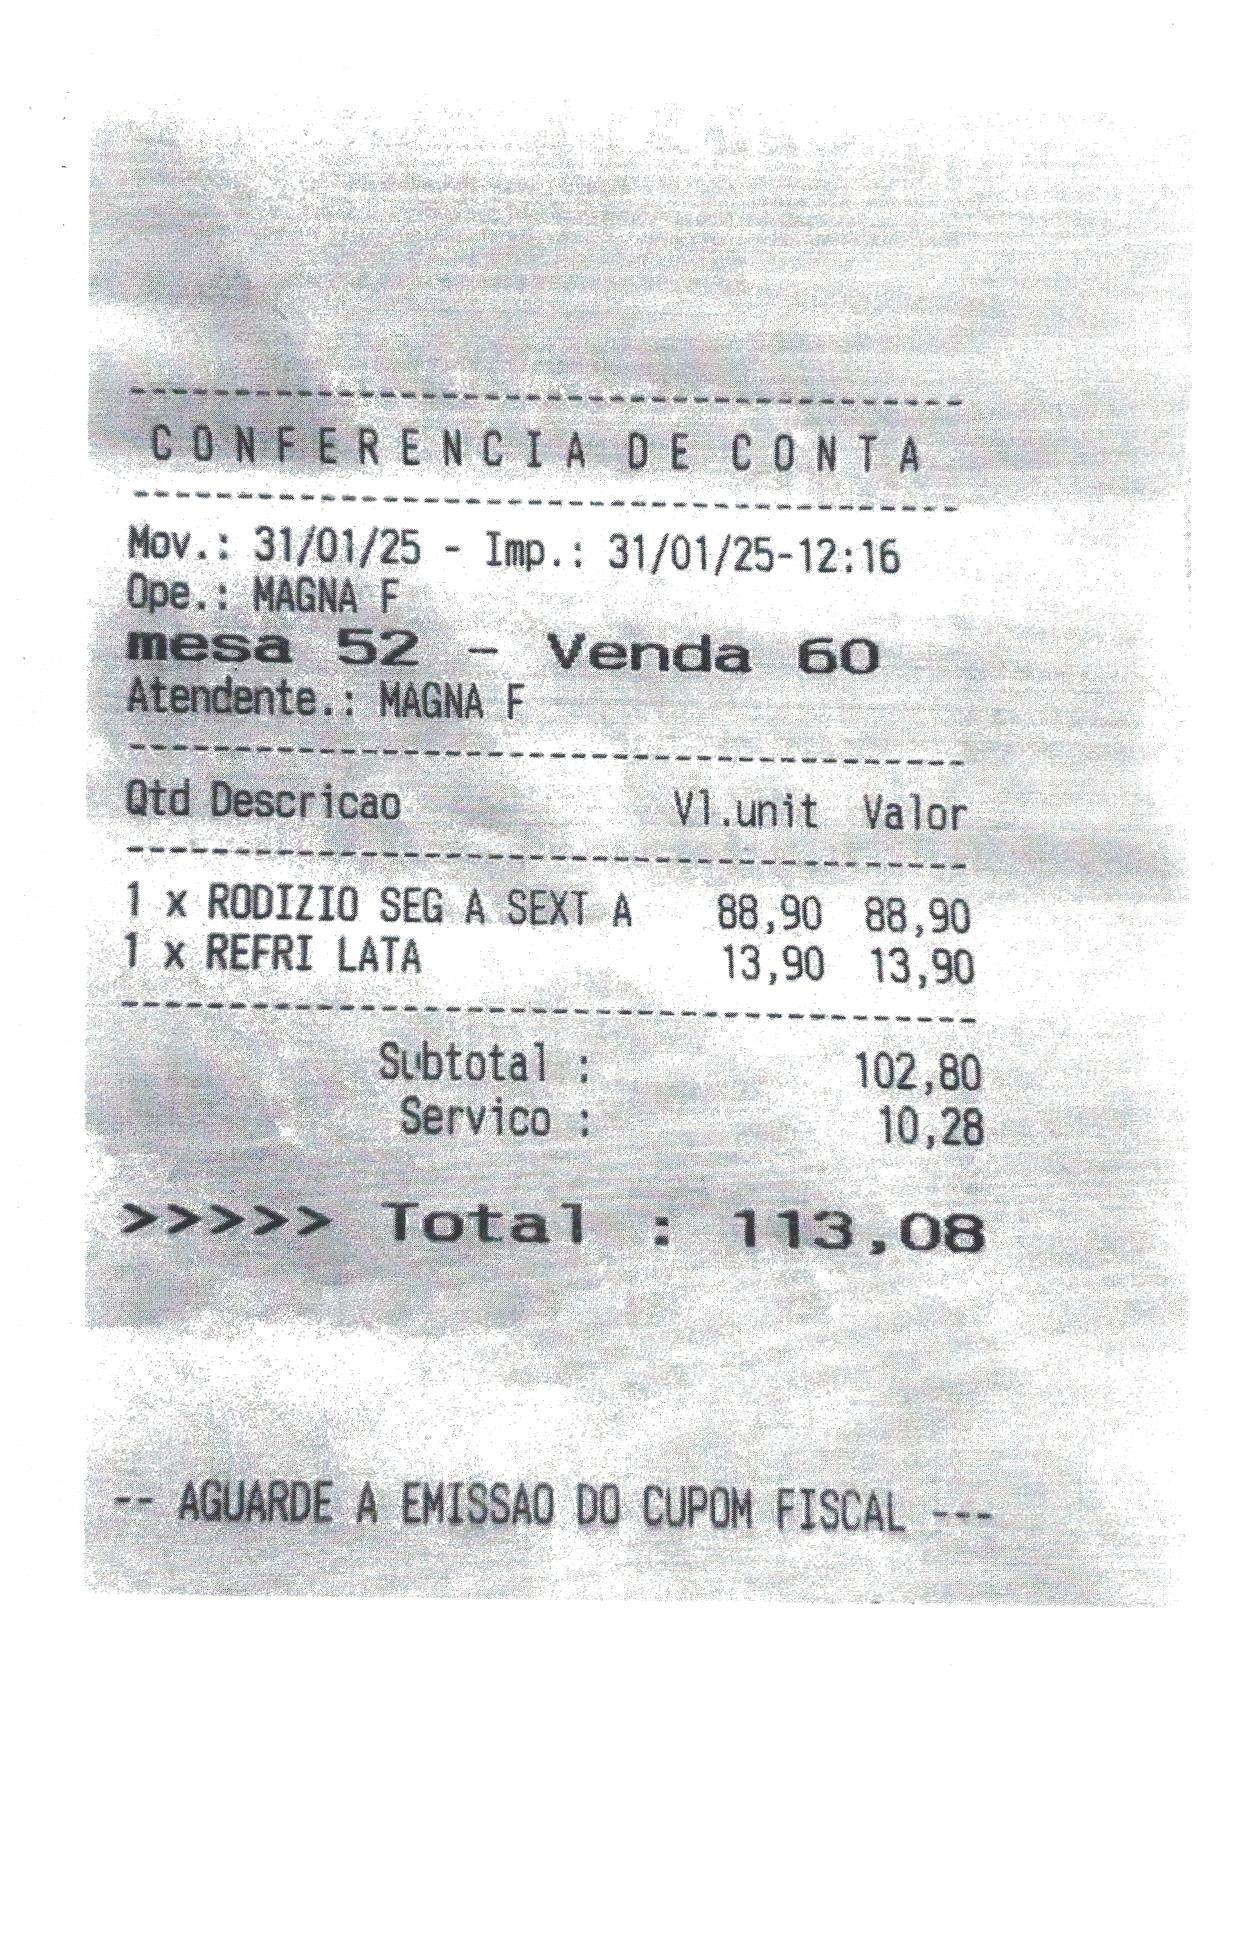 ----------------------------------------
CONFERENCIA DE CONTA
----------------------------------------
Mov.: 31/01/25 - Imp.: 31/01/25-12:16
Ope.: MAGNA F
mesa 52 - Venda 60
Atendente.: MAGNA F
----------------------------------------
Qtd Descricao Vl.unit Valor
----------------------------------------
1 x RODIZIO SEG A SEXT A 88,90 88,90
1 x REFRI LATA 13,90 13,90
----------------------------------------
Subtotal : 102,80
Servico : 10,28
>>>>> Total : 113,08
-- AGUARDE A EMISSAO DO CUPOM FISCAL ---